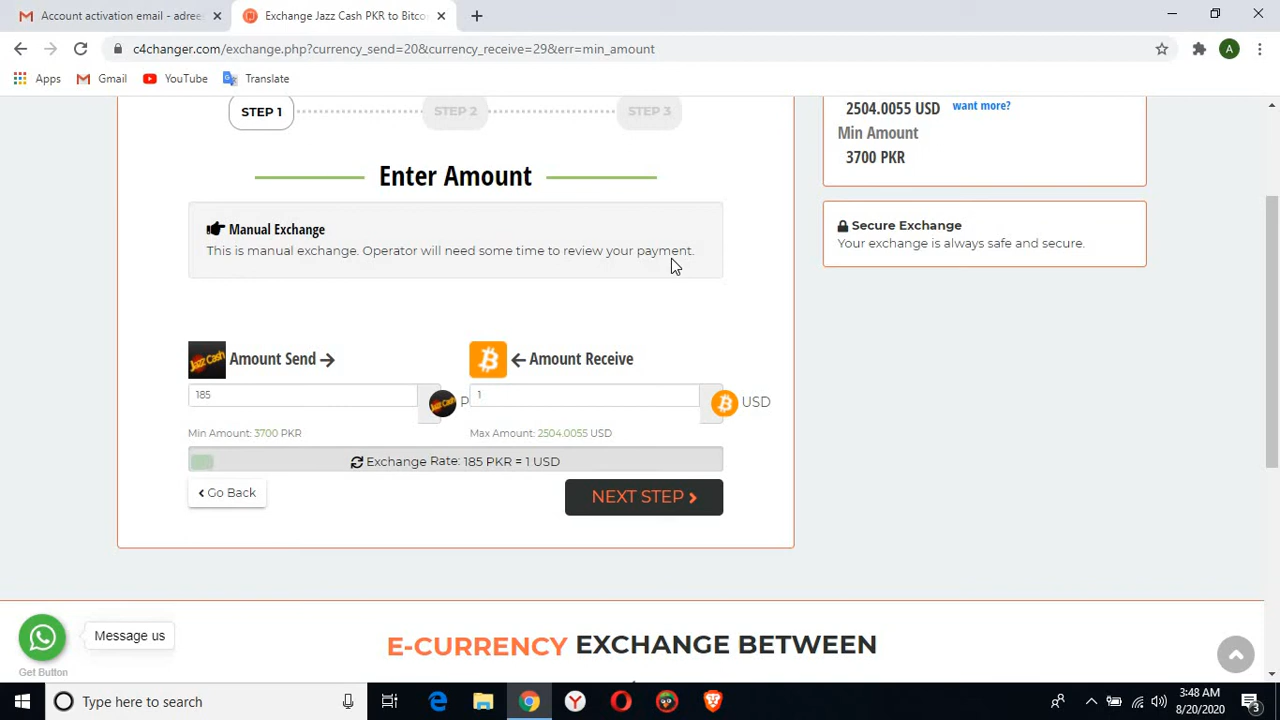 Account activation email - adree
Exchange Jazz Cash PKR to Bitco
c4changer.com/exchange.php?currency_send=20&currency_receive=29&err=min_amount
A
Apps
Gmail
YouTube
Translate
STEP 1
STEP 2
STEP 3
2504.0055 USD
want more?
Min Amount
3700 PKR
Enter Amount
Manual Exchange
This is manual exchange. Operator will need some time to review your payment.
Secure Exchange
Your exchange is always safe and secure.
Jazz Cash
Amount Send
Amount Receive
185
P
1
USD
Min Amount: 3700 PKR
Max Amount: 2504.0055 USD
Exchange Rate: 185 PKR = 1 USD
Go Back
NEXT STEP
Message us
Get Button
E-CURRENCY EXCHANGE BETWEEN
Type here to search
3:48 AM
8/20/2020
3